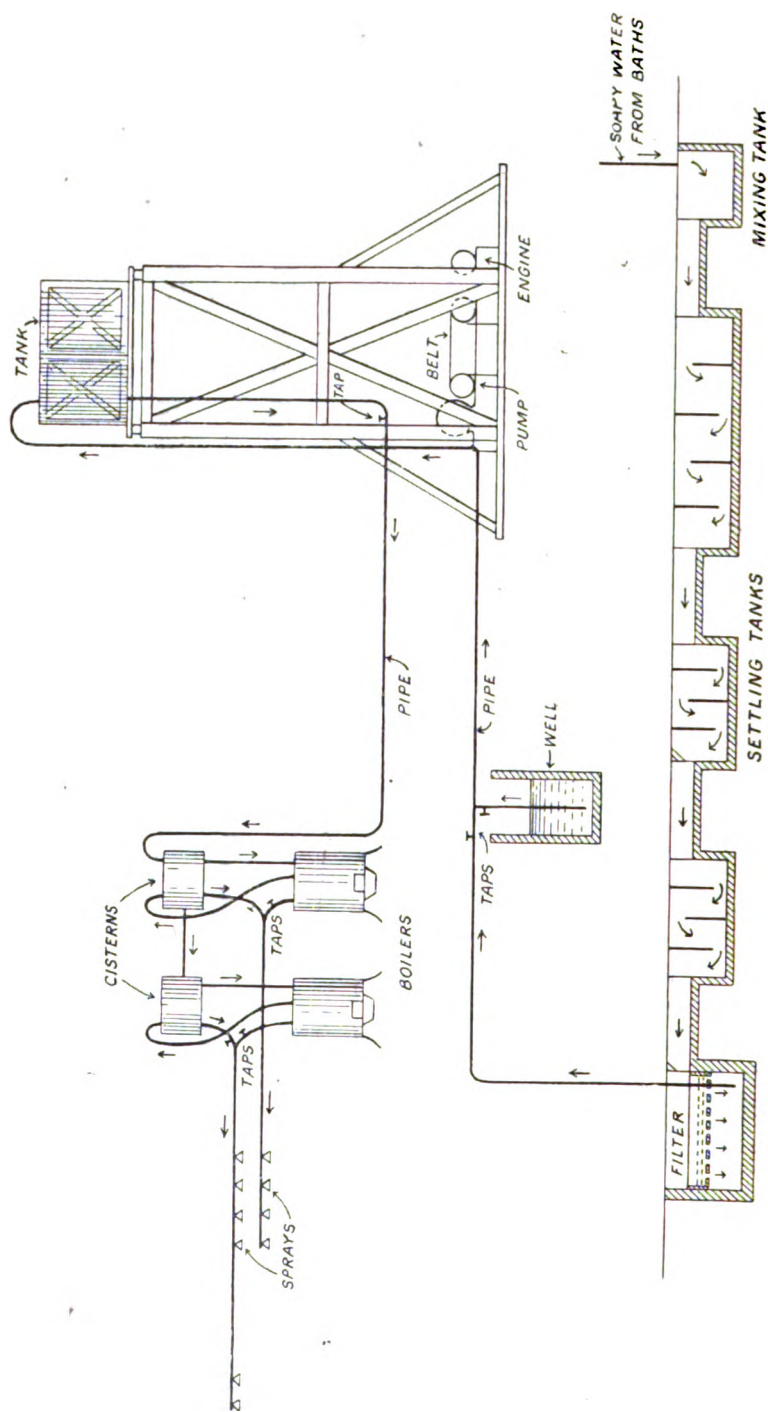 SPRAYS
TAPS
CISTERNS
TAPS
BOILERS
PIPE
TANK
TAP
BELT
PUMP
ENGINE
TAPS
WELL
PIPE
FILTER
SETTLING TANKS
SOAPY WATER
FROM BATHS
MIXING TANK